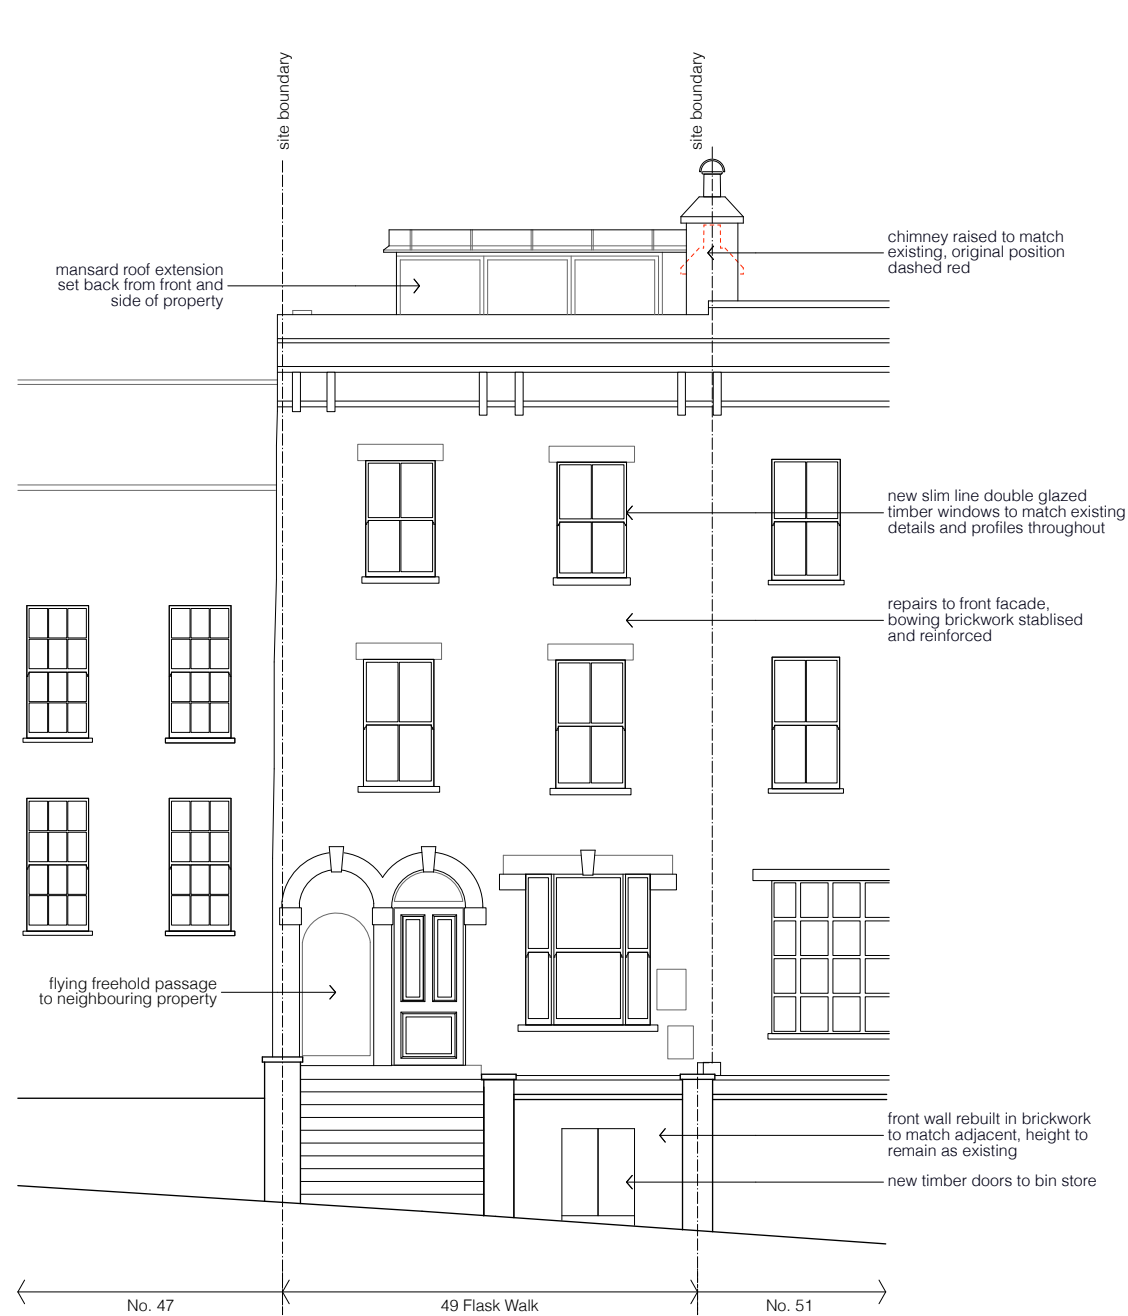 site boundary
site boundary
mansard roof extension
set back from front and
side of property
chimney raised to match
existing, original position
dashed red
new slim line double glazed
timber windows to match existing
details and profiles throughout
repairs to front facade,
bowing brickwork stablised
and reinforced
flying freehold passage
to neighbouring property
front wall rebuilt in brickwork
to match adjacent, height to
remain as existing
new timber doors to bin store
No. 47
49 Flask Walk
No. 51